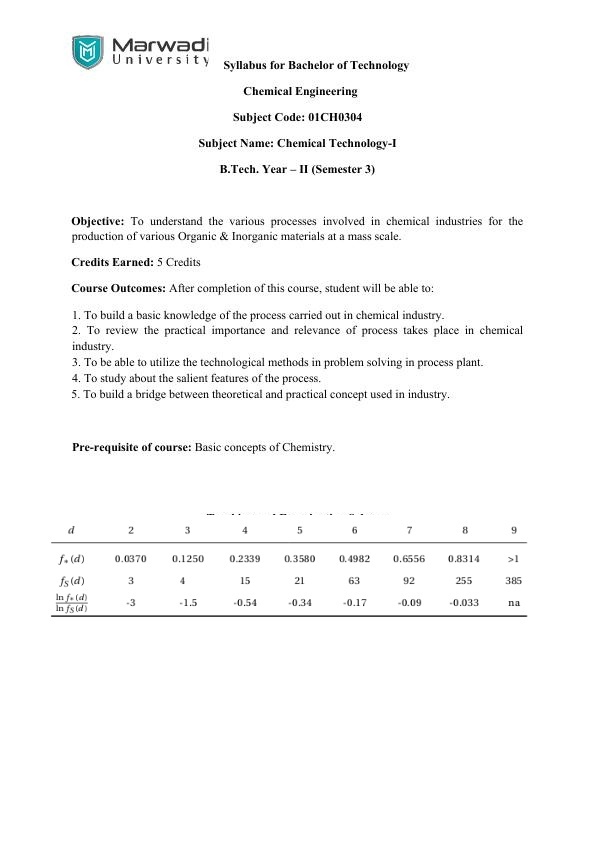 Marwadi
University
Syllabus for Bachelor of Technology
Chemical Engineering
Subject Code: 01CH0304
Subject Name: Chemical Technology-I
B.Tech. Year – II (Semester 3)
Objective: To understand the various processes involved in chemical industries for the
production of various Organic & Inorganic materials at a mass scale.
Credits Earned: 5 Credits
Course Outcomes: After completion of this course, student will be able to:
1. To build a basic knowledge of the process carried out in chemical industry.
2. To review the practical importance and relevance of process takes place in chemical
industry.
3. To be able to utilize the technological methods in problem solving in process plant.
4. To study about the salient features of the process.
5. To build a bridge between theoretical and practical concept used in industry.
Pre-requisite of course: Basic concepts of Chemistry.
d 2 3 4 5 6 7 8 9
f*(d) 0.0370 0.1250 0.2339 0.3580 0.4982 0.6556 0.8314 >1
fS(d) 3 4 15 21 63 92 255 385
ln f*(d) / ln fS(d) -3 -1.5 -0.54 -0.34 -0.17 -0.09 -0.033 na